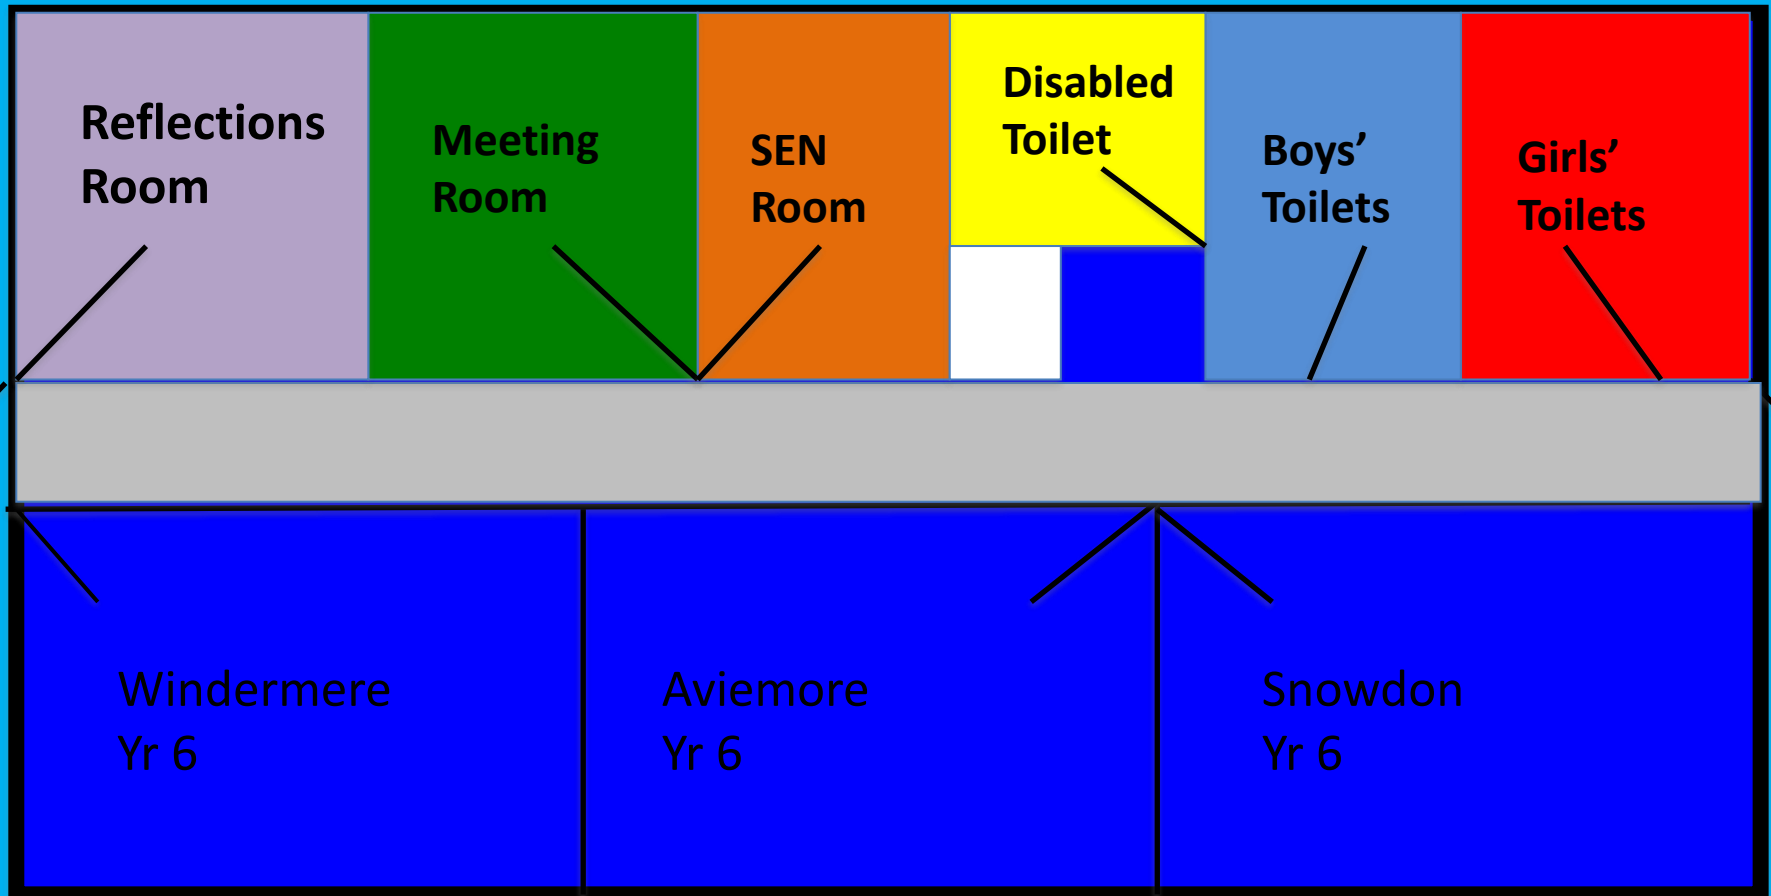 Reflections
Room
Meeting
Room
SEN
Room
Disabled
Toilet
Boys’
Toilets
Girls’
Toilets
Windermere
Yr 6
Aviemore
Yr 6
Snowdon
Yr 6